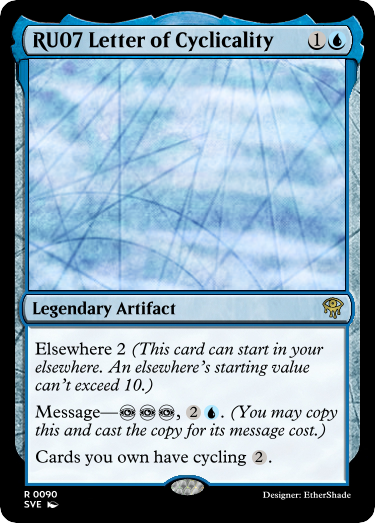 RU07 Letter of Cyclicality 1
Legendary Artifact
Elsewhere 2 (This card can start in your
elsewhere. An elsewhere's starting value
can't exceed 10.)
Message—, 2. (You may copy
this and cast the copy for its message cost.)
Cards you own have cycling 2.
R 0090
SVE
Designer: EtherShade